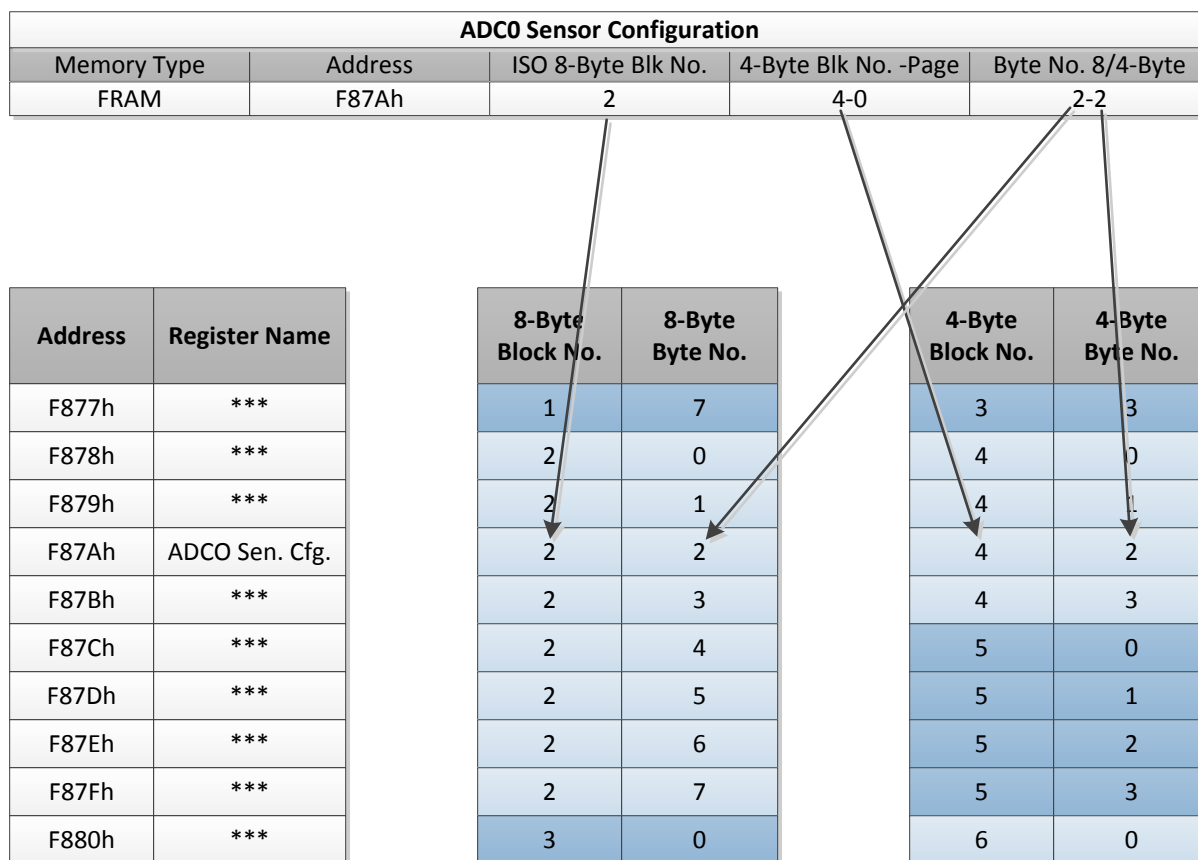 ADC0 Sensor Configuration
Memory Type Address ISO 8-Byte Blk No. 4-Byte Blk No. -Page Byte No. 8/4-Byte
FRAM F87Ah 2 4-0 2-2
Address Register Name 8-Byte Block No. 8-Byte Byte No. 4-Byte Block No. 4-Byte Byte No.
F877h *** 1 7 3 3
F878h *** 2 0 4 0
F879h *** 2 1 4 1
F87Ah ADCO Sen. Cfg. 2 2 4 2
F87Bh *** 2 3 4 3
F87Ch *** 2 4 5 0
F87Dh *** 2 5 5 1
F87Eh *** 2 6 5 2
F87Fh *** 2 7 5 3
F880h *** 3 0 6 0